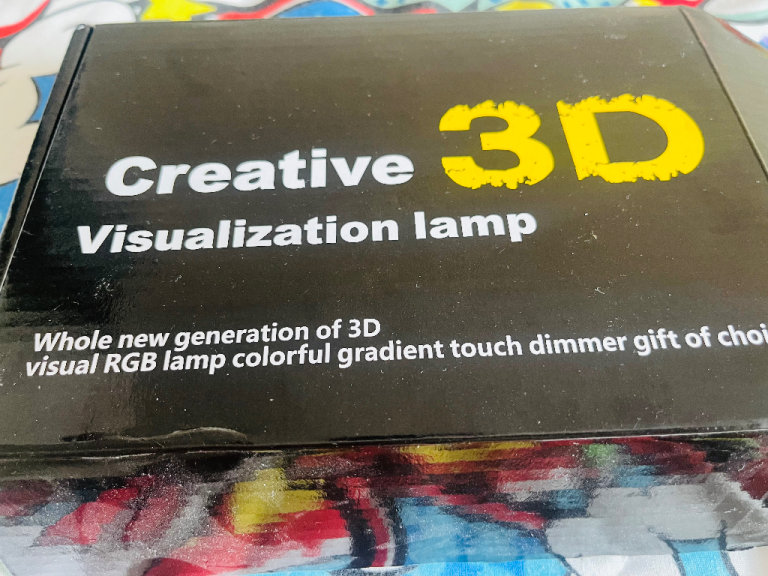 Creative 3D
Visualization lamp
Whole new generation of 3D
visual RGB lamp colorful gradient touch dimmer gift of